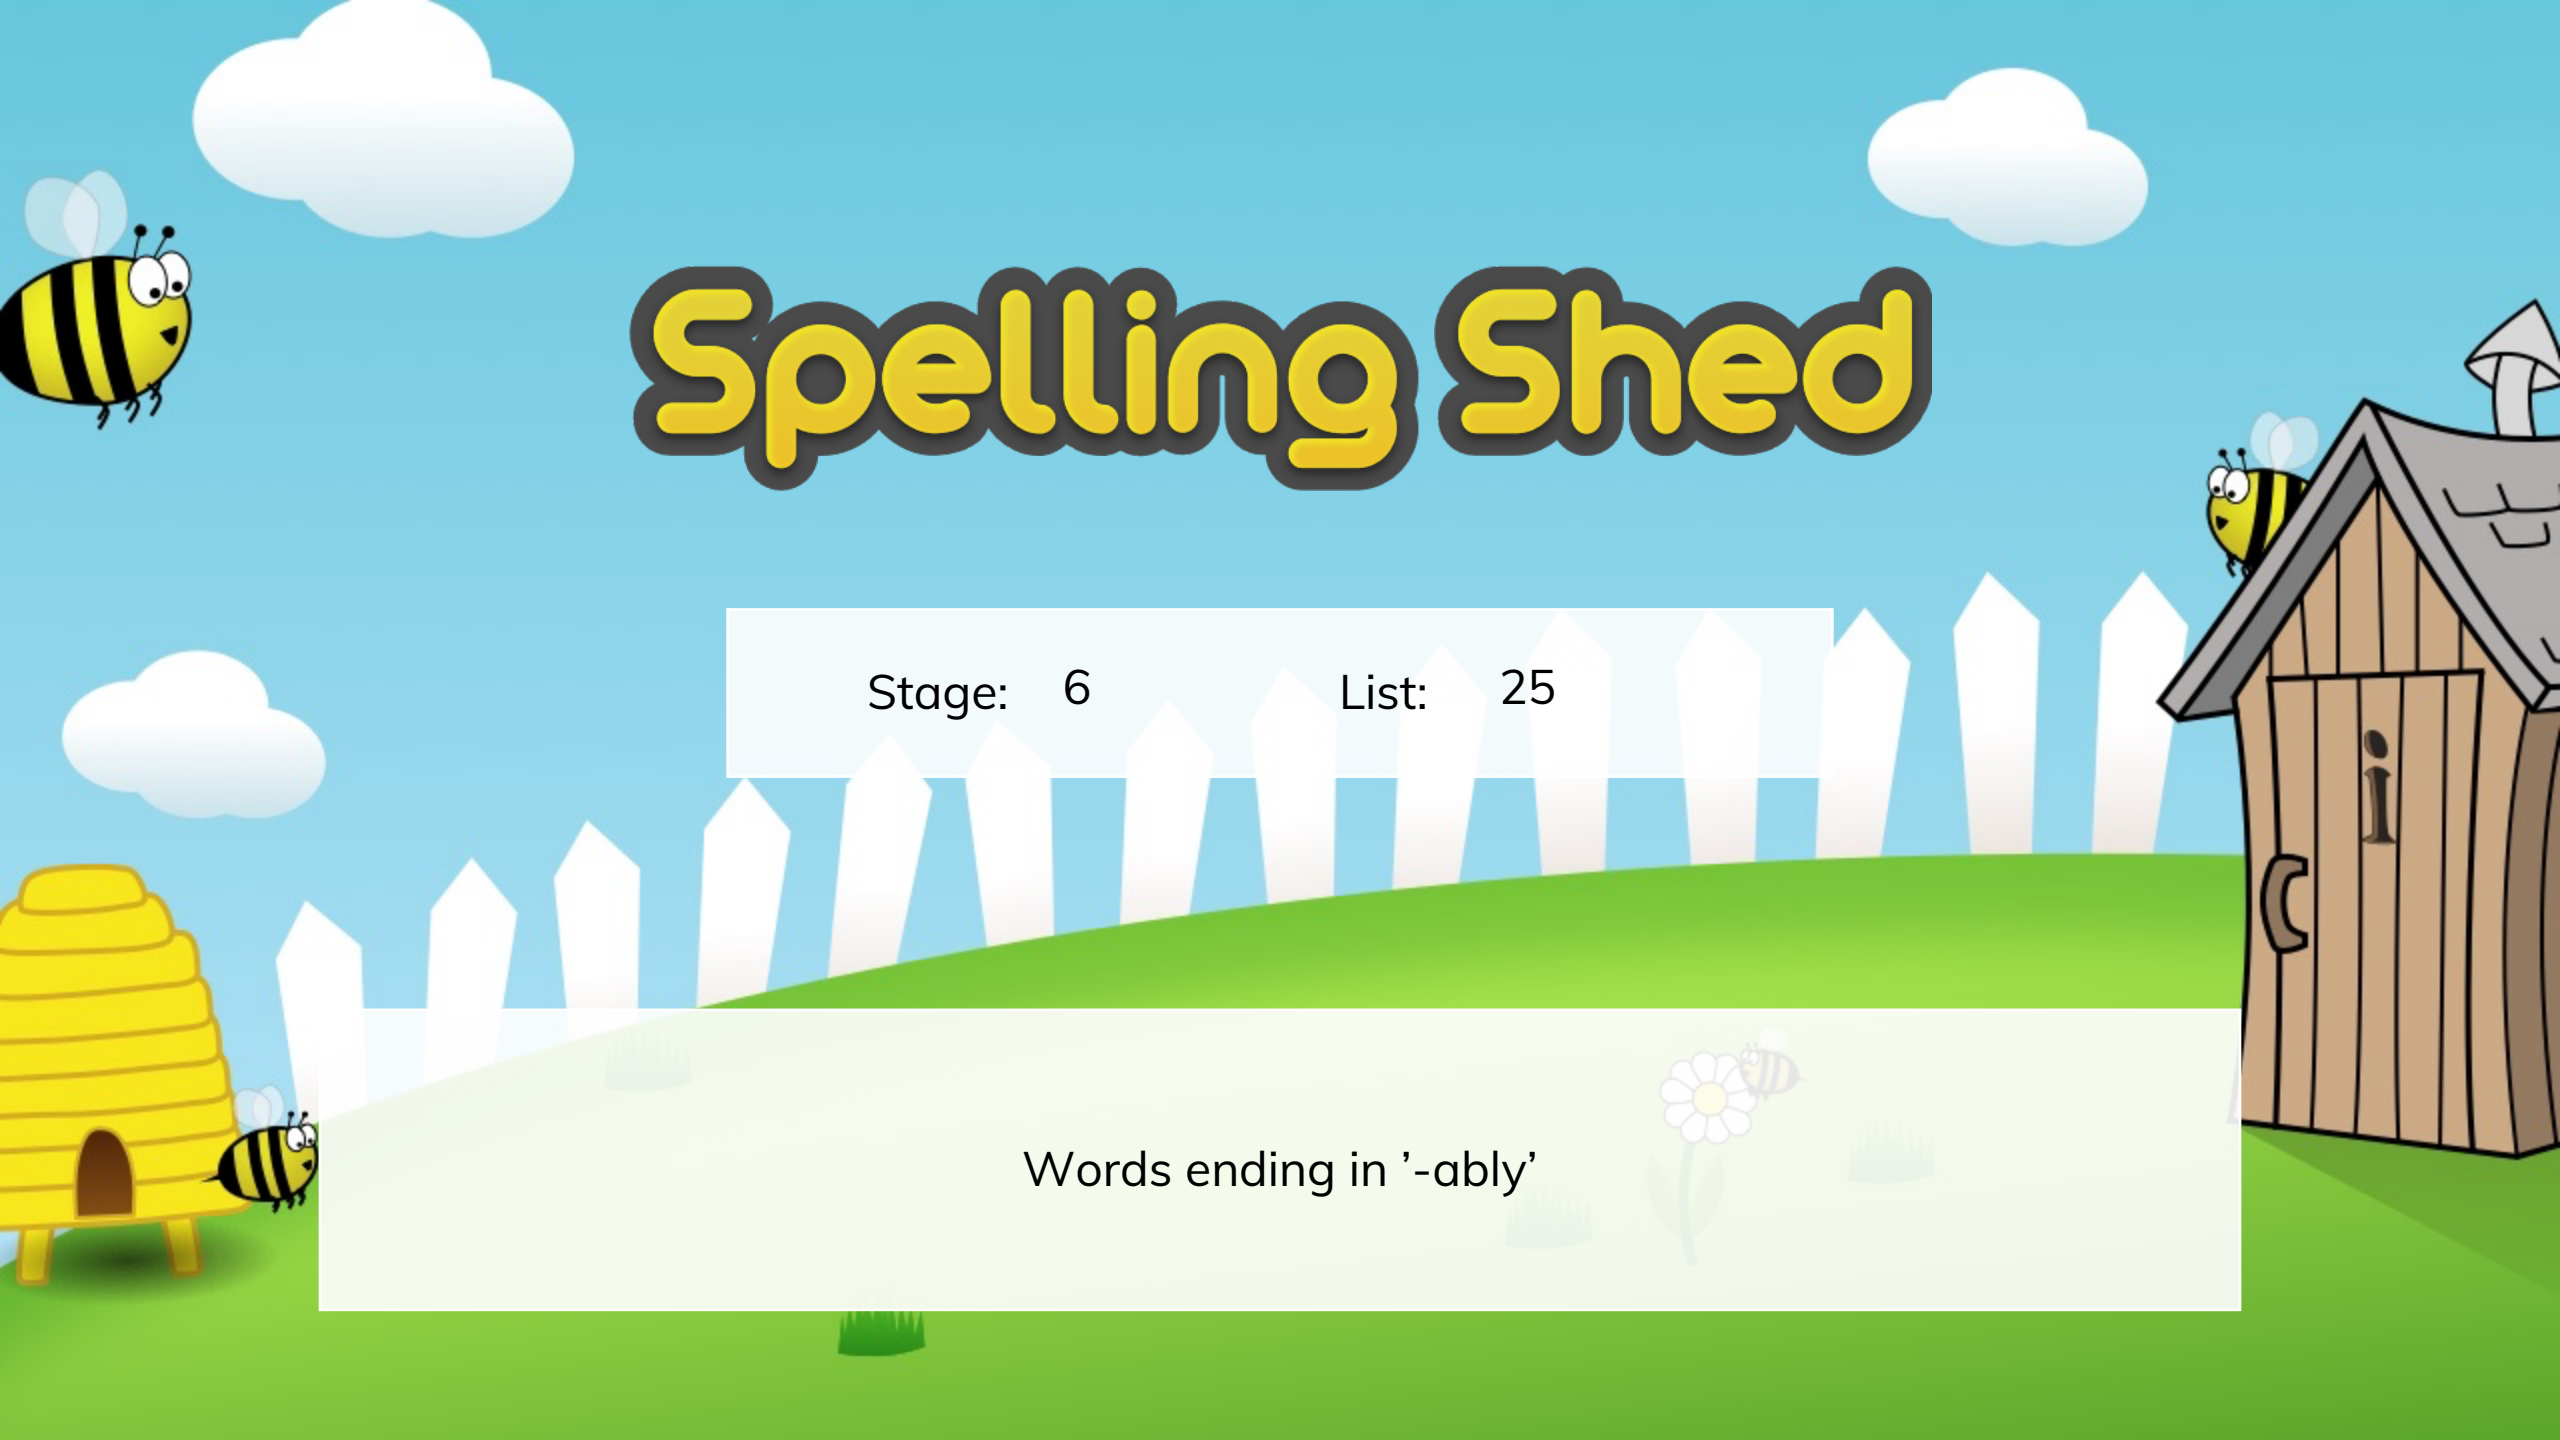 Spelling Shed
Stage: 6 List: 25
i
Words ending in ’-ably’